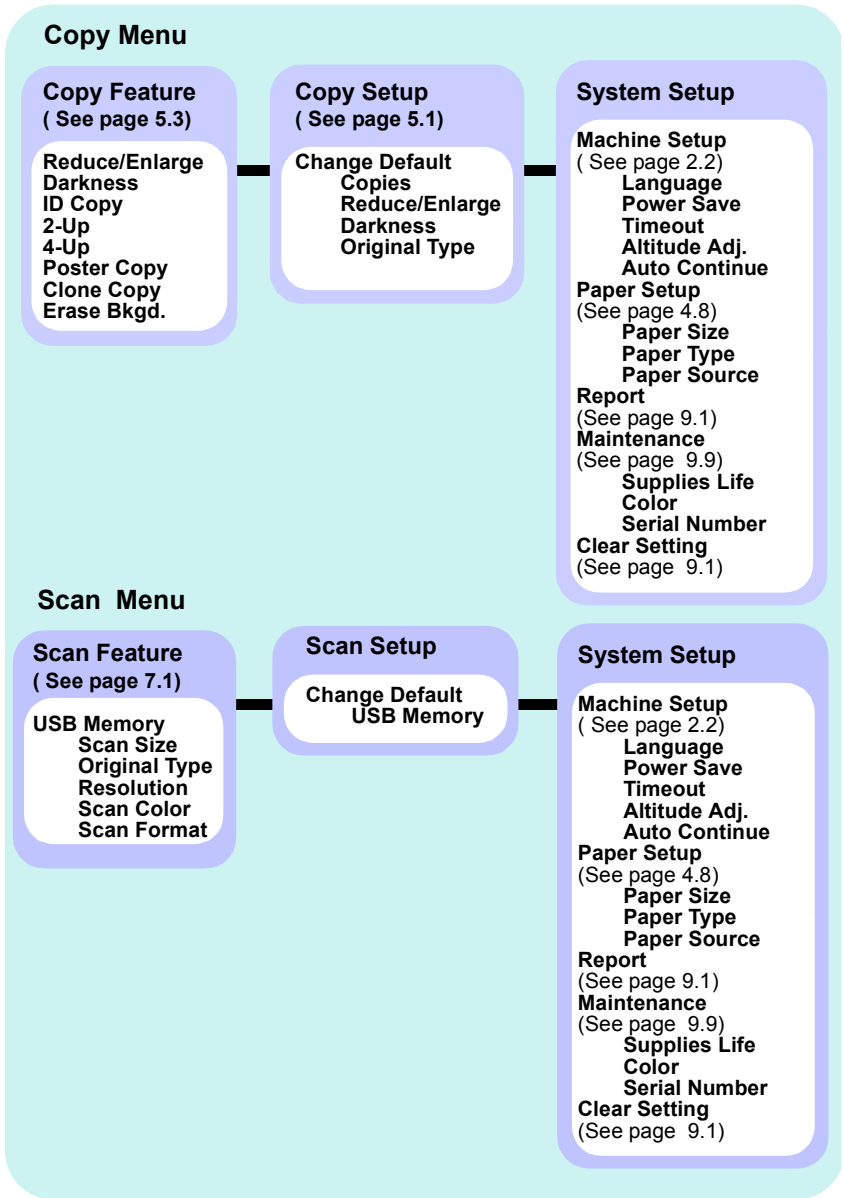 Copy Menu
Copy Feature
( See page 5.3)
Reduce/Enlarge
Darkness
ID Copy
2-Up
4-Up
Poster Copy
Clone Copy
Erase Bkgd.
Copy Setup
( See page 5.1)
Change Default
Copies
Reduce/Enlarge
Darkness
Original Type
System Setup
Machine Setup
( See page 2.2)
Language
Power Save
Timeout
Altitude Adj.
Auto Continue
Paper Setup
(See page 4.8)
Paper Size
Paper Type
Paper Source
Report
(See page 9.1)
Maintenance
(See page 9.9)
Supplies Life
Color
Serial Number
Clear Setting
(See page 9.1)
Scan Menu
Scan Feature
( See page 7.1)
USB Memory
Scan Size
Original Type
Resolution
Scan Color
Scan Format
Scan Setup
Change Default
USB Memory
System Setup
Machine Setup
( See page 2.2)
Language
Power Save
Timeout
Altitude Adj.
Auto Continue
Paper Setup
(See page 4.8)
Paper Size
Paper Type
Paper Source
Report
(See page 9.1)
Maintenance
(See page 9.9)
Supplies Life
Color
Serial Number
Clear Setting
(See page 9.1)